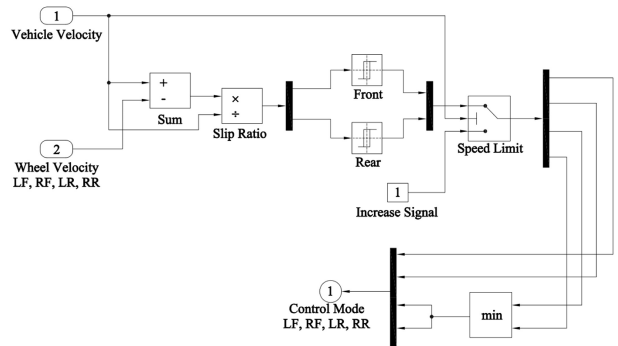 1
Vehicle Velocity
+
-
Sum
×
÷
Slip Ratio
Front
Rear
Speed Limit
2
Wheel Velocity
LF, RF, LR, RR
1
Increase Signal
1
Control Mode
LF, RF, LR, RR
min